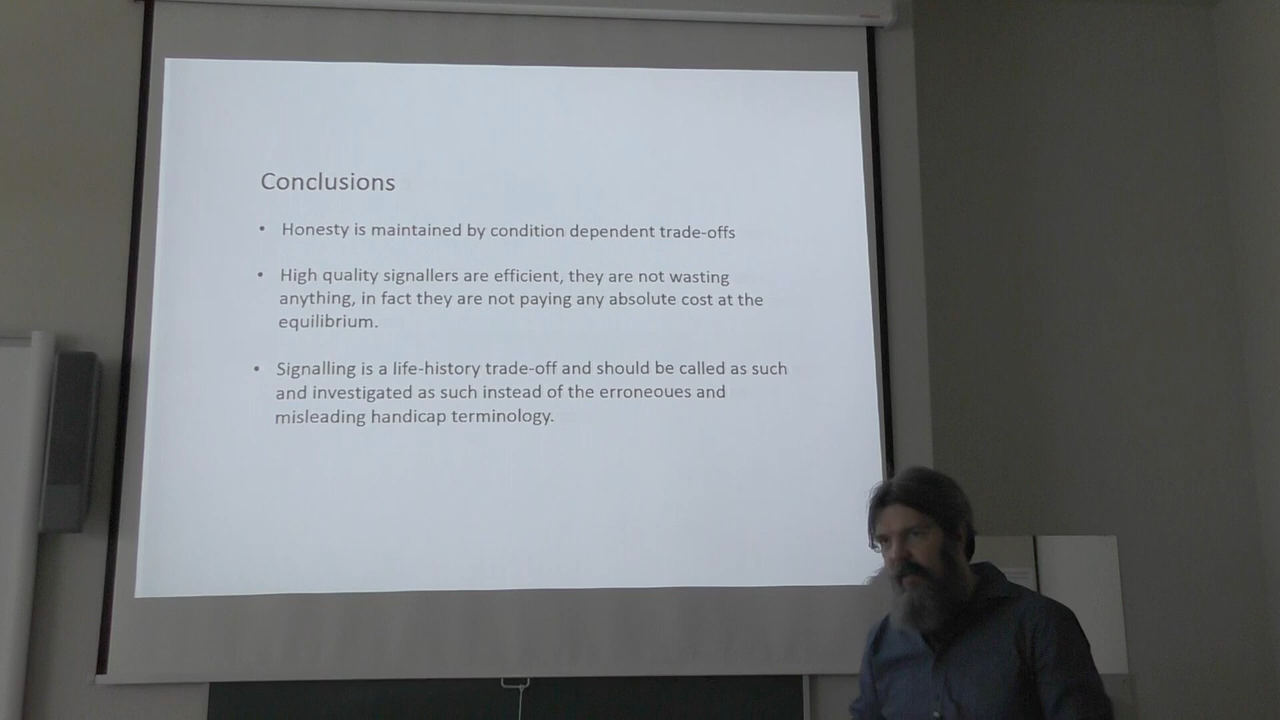 Conclusions
• Honesty is maintained by condition dependent trade-offs
• High quality signallers are efficient, they are not wasting
anything, in fact they are not paying any absolute cost at the
equilibrium.
• Signalling is a life-history trade-off and should be called as such
and investigated as such instead of the erroneoues and
misleading handicap terminology.